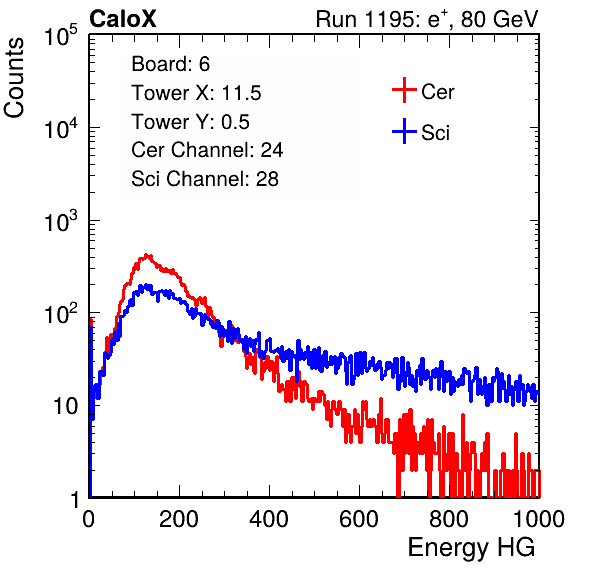 CaloX Run 1195: e⁺, 80 GeV
Counts
Board: 6
Tower X: 11.5
Tower Y: 0.5
Cer Channel: 24
Sci Channel: 28
Cer
Sci
10⁵
10⁴
10³
10²
10
1
0 200 400 600 800 1000
Energy HG